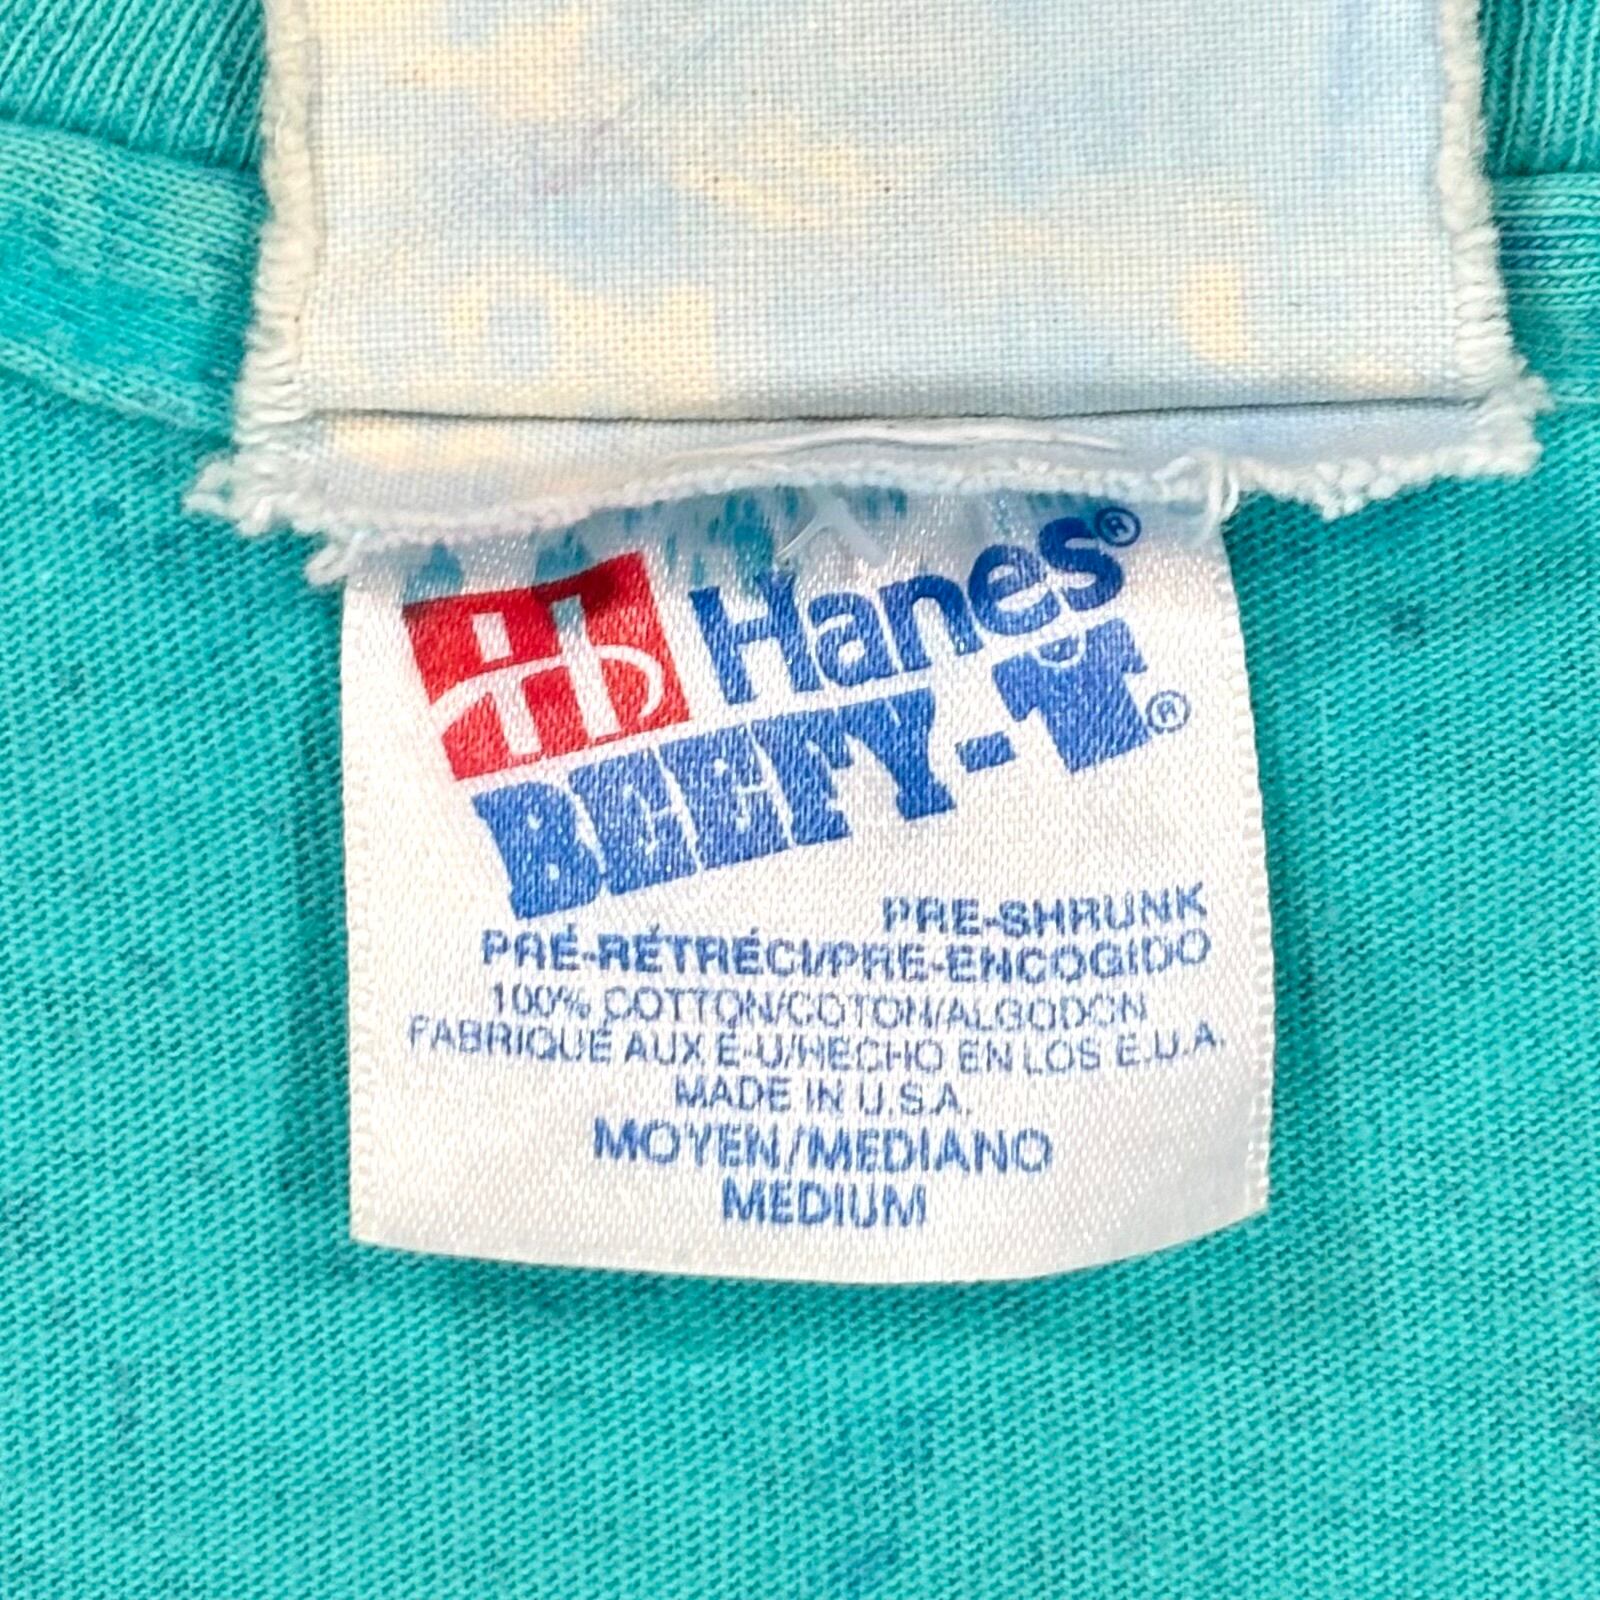 Hanes®
BEEFY-T®
PRE-SHRUNK
PRÉ-RÉTRÉCI/PRE-ENCOGIDO
100% COTTON/COTON/ALGODON
FABRIQUÉ AUX É-U/HECHO EN LOS E.U.A.
MADE IN U.S.A.
MOYEN/MEDIANO
MEDIUM